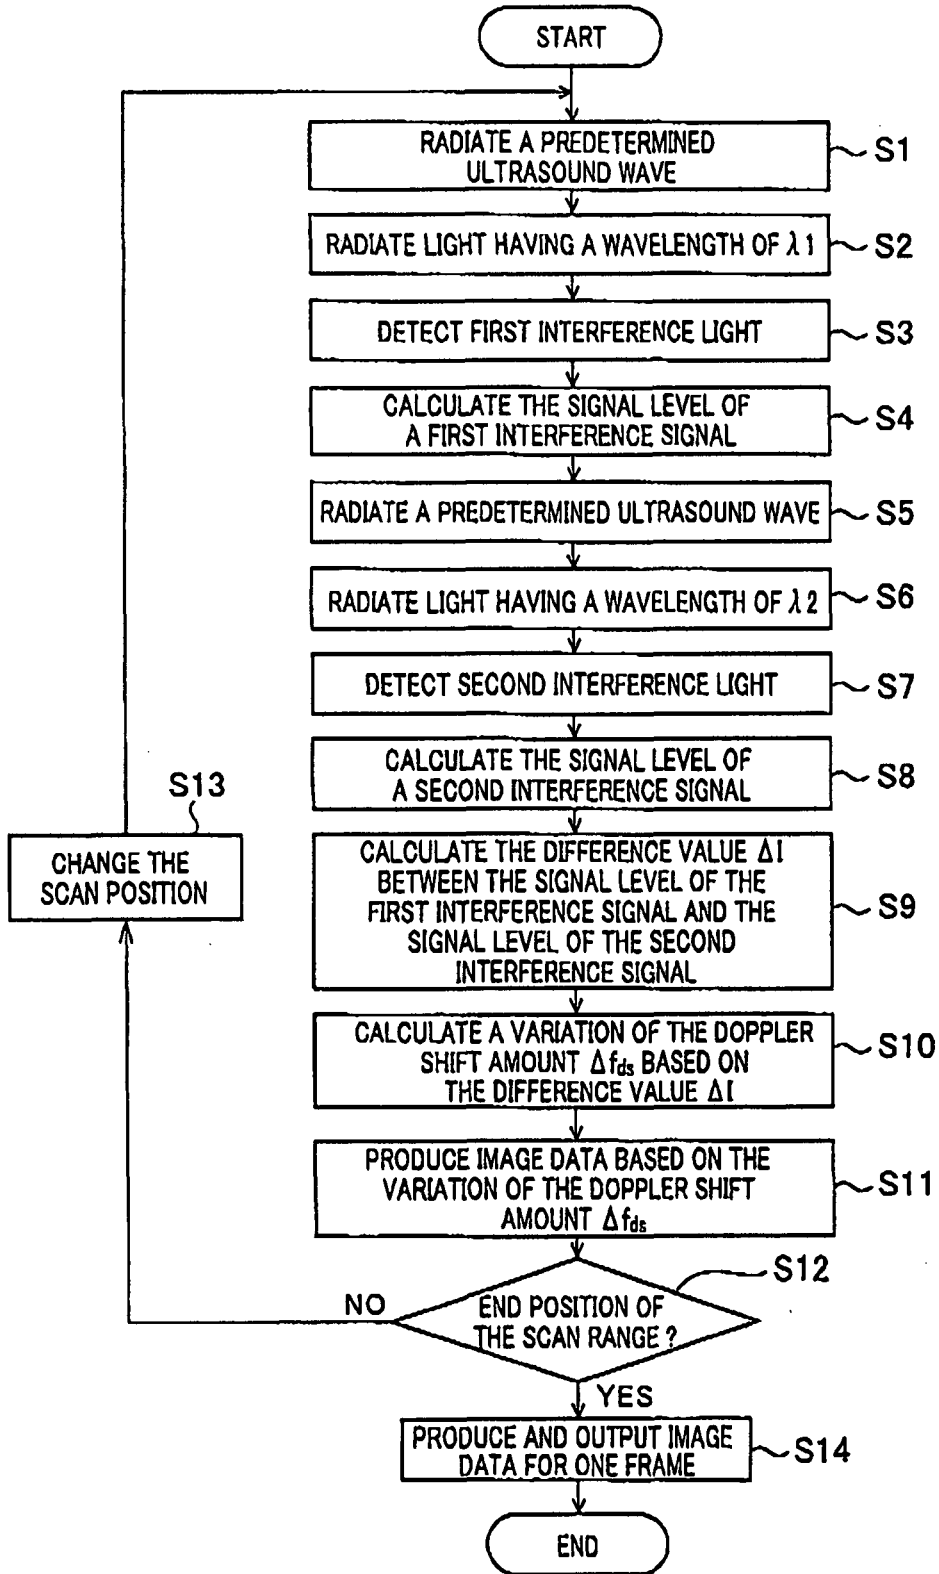 START
RADIATE A PREDETERMINED
ULTRASOUND WAVE
S1
RADIATE LIGHT HAVING A WAVELENGTH OF λ1
S2
DETECT FIRST INTERFERENCE LIGHT
S3
CALCULATE THE SIGNAL LEVEL OF
A FIRST INTERFERENCE SIGNAL
S4
RADIATE A PREDETERMINED ULTRASOUND WAVE
S5
RADIATE LIGHT HAVING A WAVELENGTH OF λ2
S6
DETECT SECOND INTERFERENCE LIGHT
S7
CALCULATE THE SIGNAL LEVEL OF
A SECOND INTERFERENCE SIGNAL
S8
S13
CHANGE THE
SCAN POSITION
CALCULATE THE DIFFERENCE VALUE ΔI
BETWEEN THE SIGNAL LEVEL OF THE
FIRST INTERFERENCE SIGNAL AND THE
SIGNAL LEVEL OF THE SECOND
INTERFERENCE SIGNAL
S9
CALCULATE A VARIATION OF THE DOPPLER
SHIFT AMOUNT Δfds BASED ON
THE DIFFERENCE VALUE ΔI
S10
PRODUCE IMAGE DATA BASED ON THE
VARIATION OF THE DOPPLER SHIFT
AMOUNT Δfds
S11
S12
NO
END POSITION OF
THE SCAN RANGE ?
YES
PRODUCE AND OUTPUT IMAGE
DATA FOR ONE FRAME
S14
END